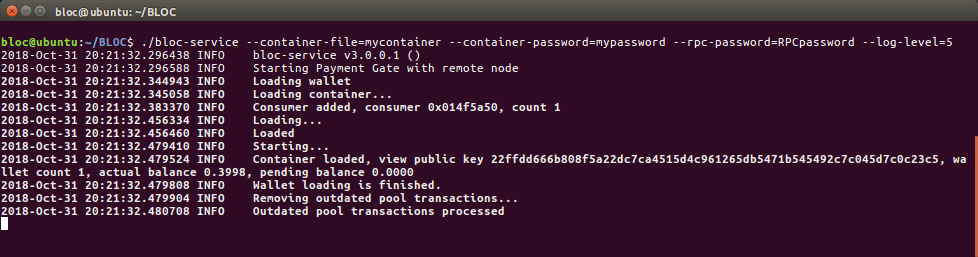 bloc@ubuntu: ~/BLOC
bloc@ubuntu:~/BLOC$ ./bloc-service --container-file=mycontainer --container-password=mypassword --rpc-password=RPCpassword --log-level=5
2018-Oct-31 20:21:32.296438 INFO    bloc-service v3.0.0.1 ()
2018-Oct-31 20:21:32.296588 INFO    Starting Payment Gate with remote node
2018-Oct-31 20:21:32.344943 INFO    Loading wallet
2018-Oct-31 20:21:32.345058 INFO    Loading container...
2018-Oct-31 20:21:32.383370 INFO    Consumer added, consumer 0x014f5a50, count 1
2018-Oct-31 20:21:32.456334 INFO    Loading...
2018-Oct-31 20:21:32.456460 INFO    Loaded
2018-Oct-31 20:21:32.479410 INFO    Starting...
2018-Oct-31 20:21:32.479524 INFO    Container loaded, view public key 22ffdd666b808f5a22dc7ca4515d4c961265db5471b545492c7c045d7c0c23c5, wa
llet count 1, actual balance 0.3998, pending balance 0.0000
2018-Oct-31 20:21:32.479808 INFO    Wallet loading is finished.
2018-Oct-31 20:21:32.479904 INFO    Removing outdated pool transactions...
2018-Oct-31 20:21:32.480708 INFO    Outdated pool transactions processed